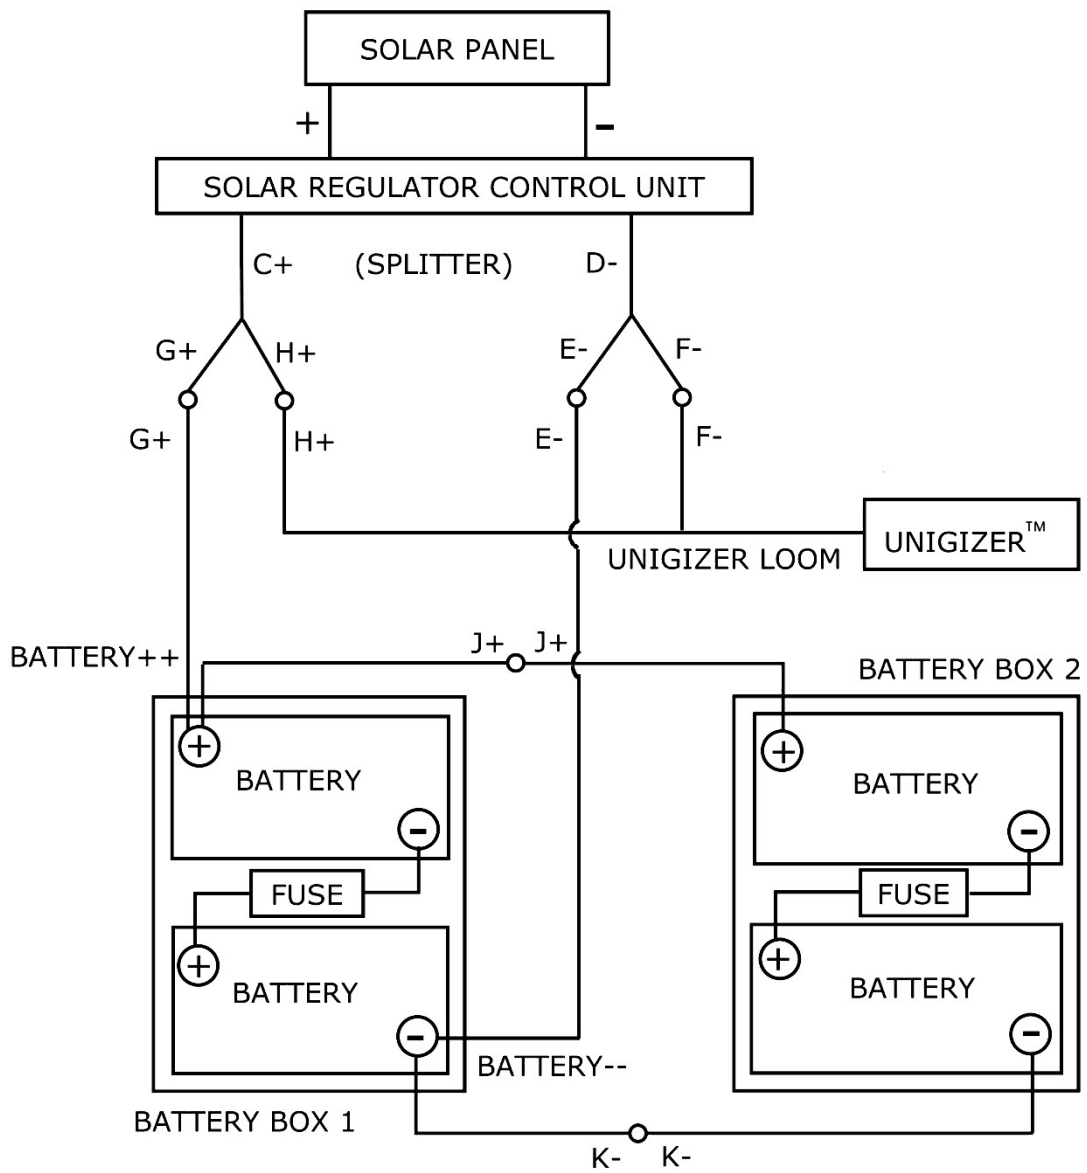 SOLAR PANEL
+
-
SOLAR REGULATOR CONTROL UNIT
C+
(SPLITTER)
D-
G+
H+
E-
F-
G+
H+
E-
F-
UNIGIZER™
UNIGIZER LOOM
J+
J+
BATTERY++
BATTERY BOX 2
+
BATTERY
-
FUSE
+
BATTERY
-
BATTERY--
BATTERY BOX 1
+
BATTERY
-
FUSE
+
BATTERY
-
K-
K-